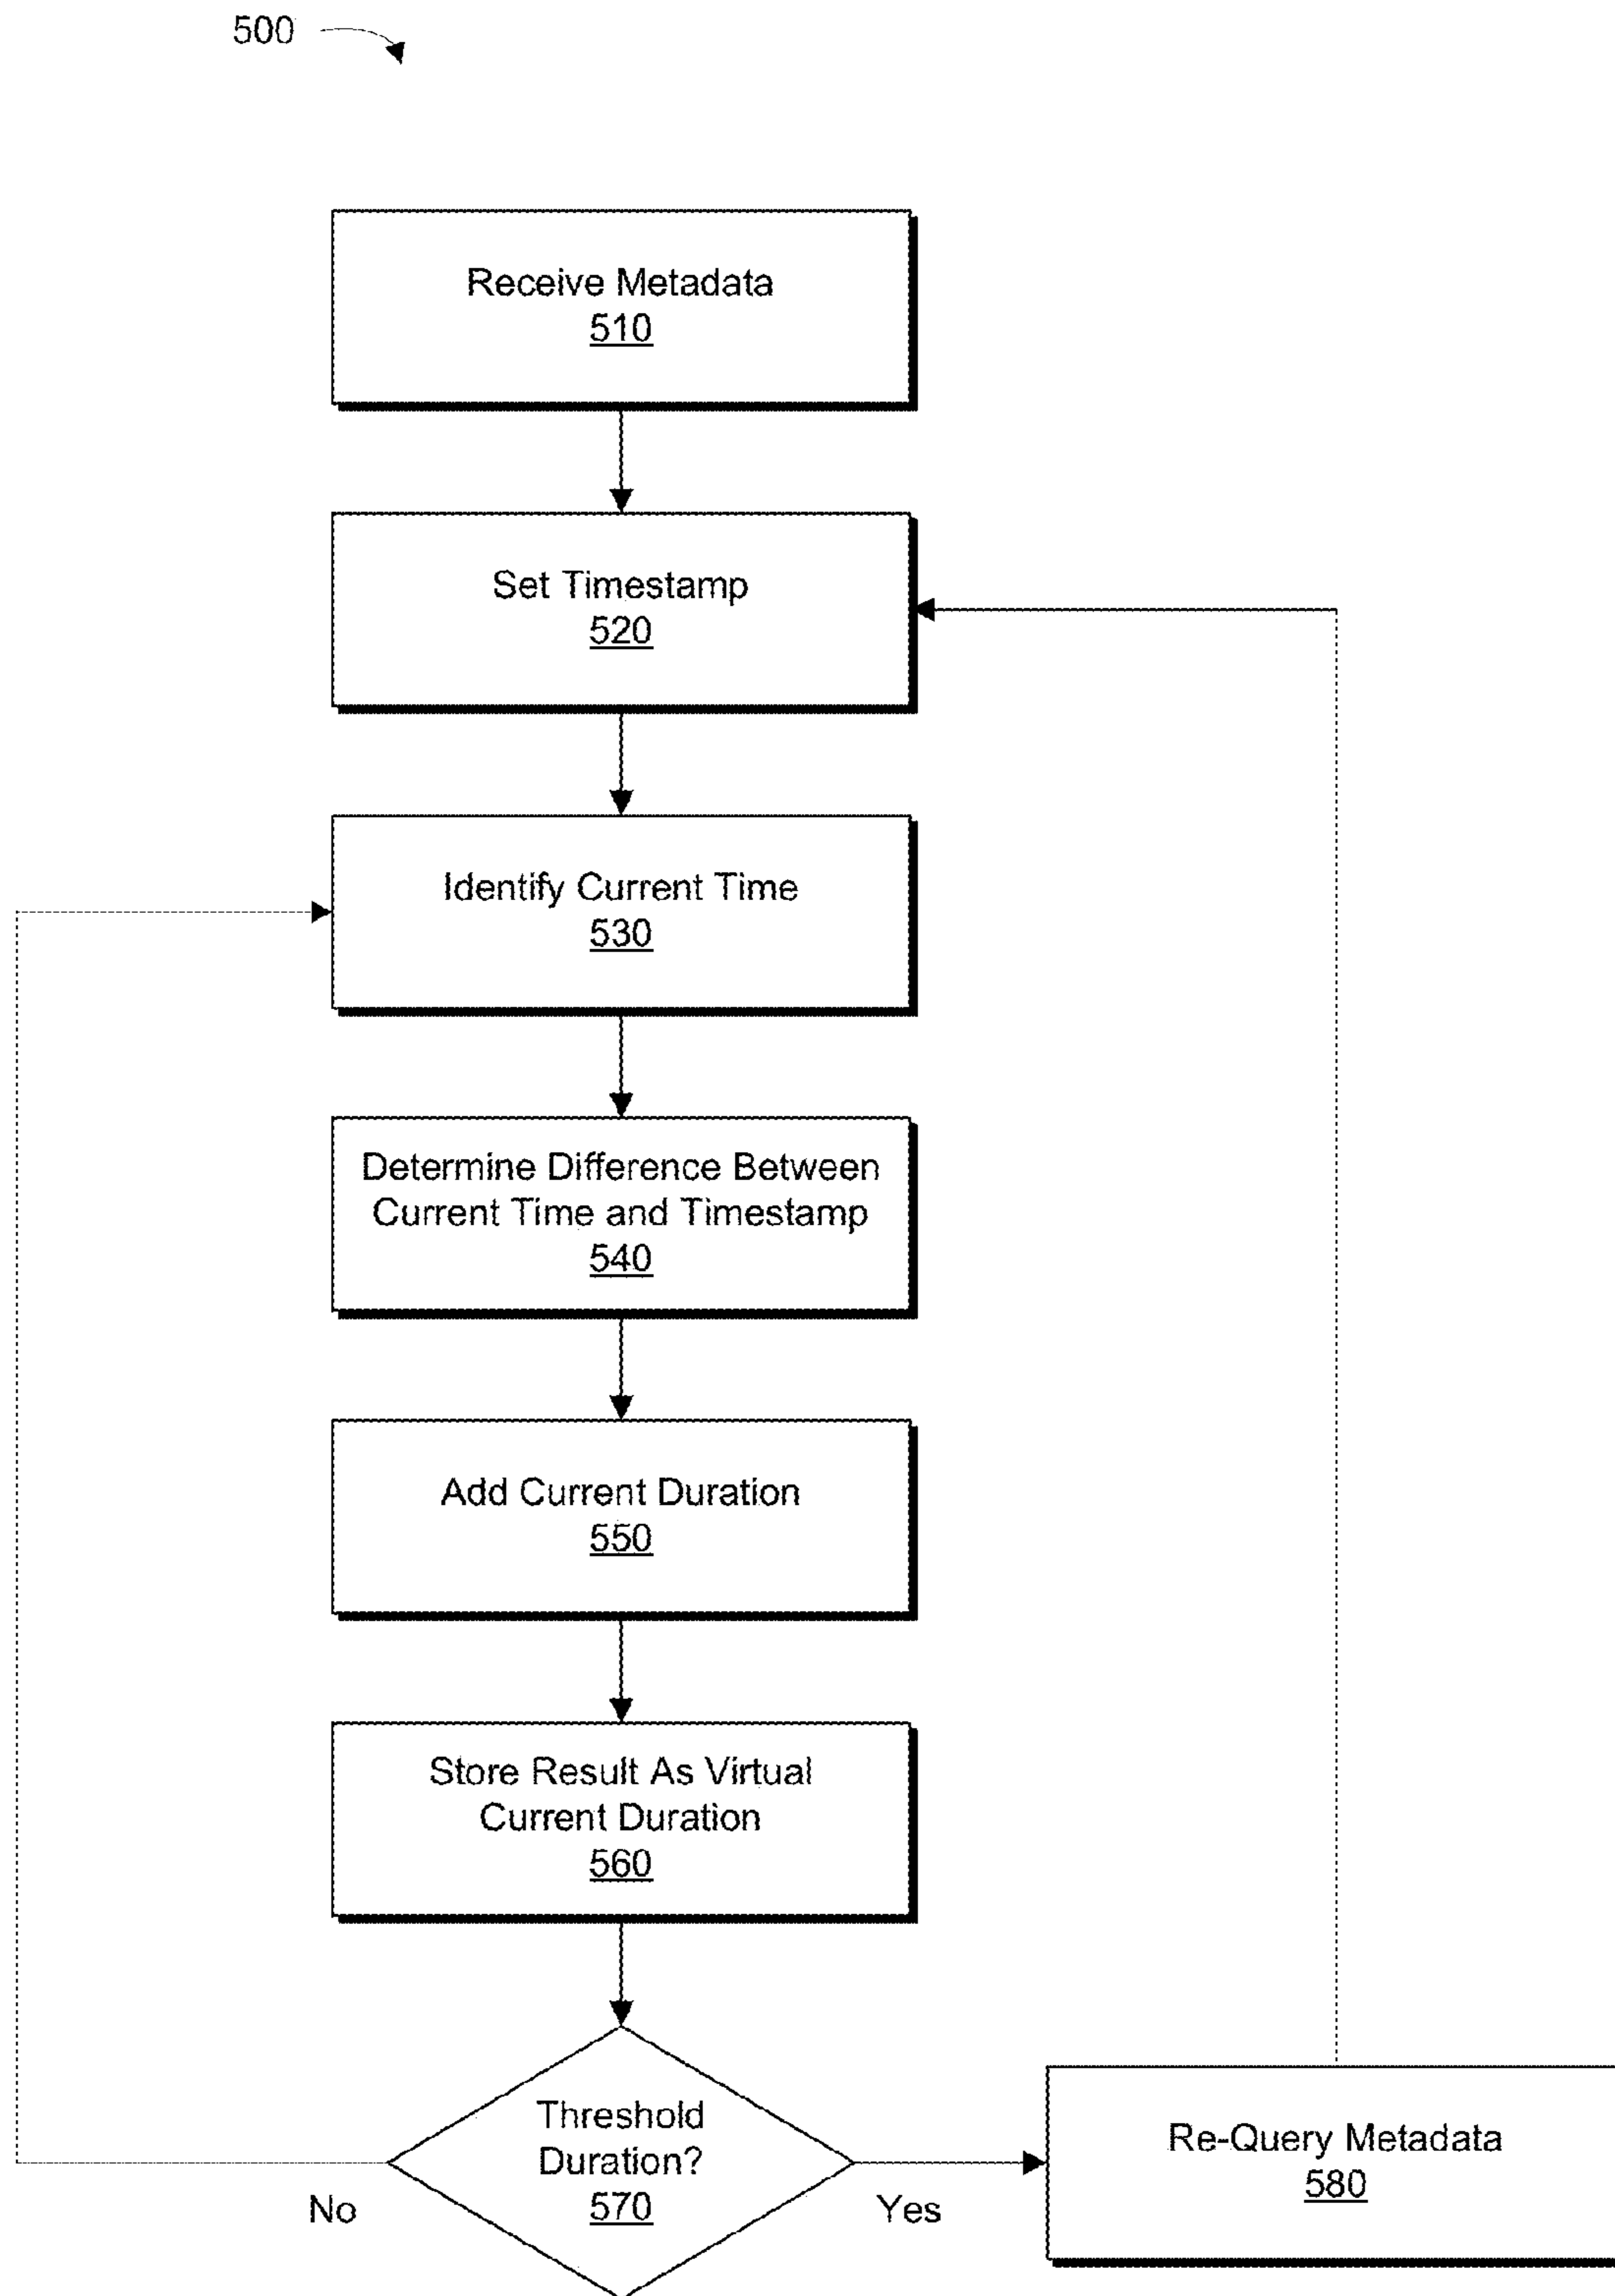 500
Receive Metadata
510
Set Timestamp
520
Identify Current Time
530
Determine Difference Between
Current Time and Timestamp
540
Add Current Duration
550
Store Result As Virtual
Current Duration
560
Threshold
Duration?
570
No
Yes
Re-Query Metadata
580